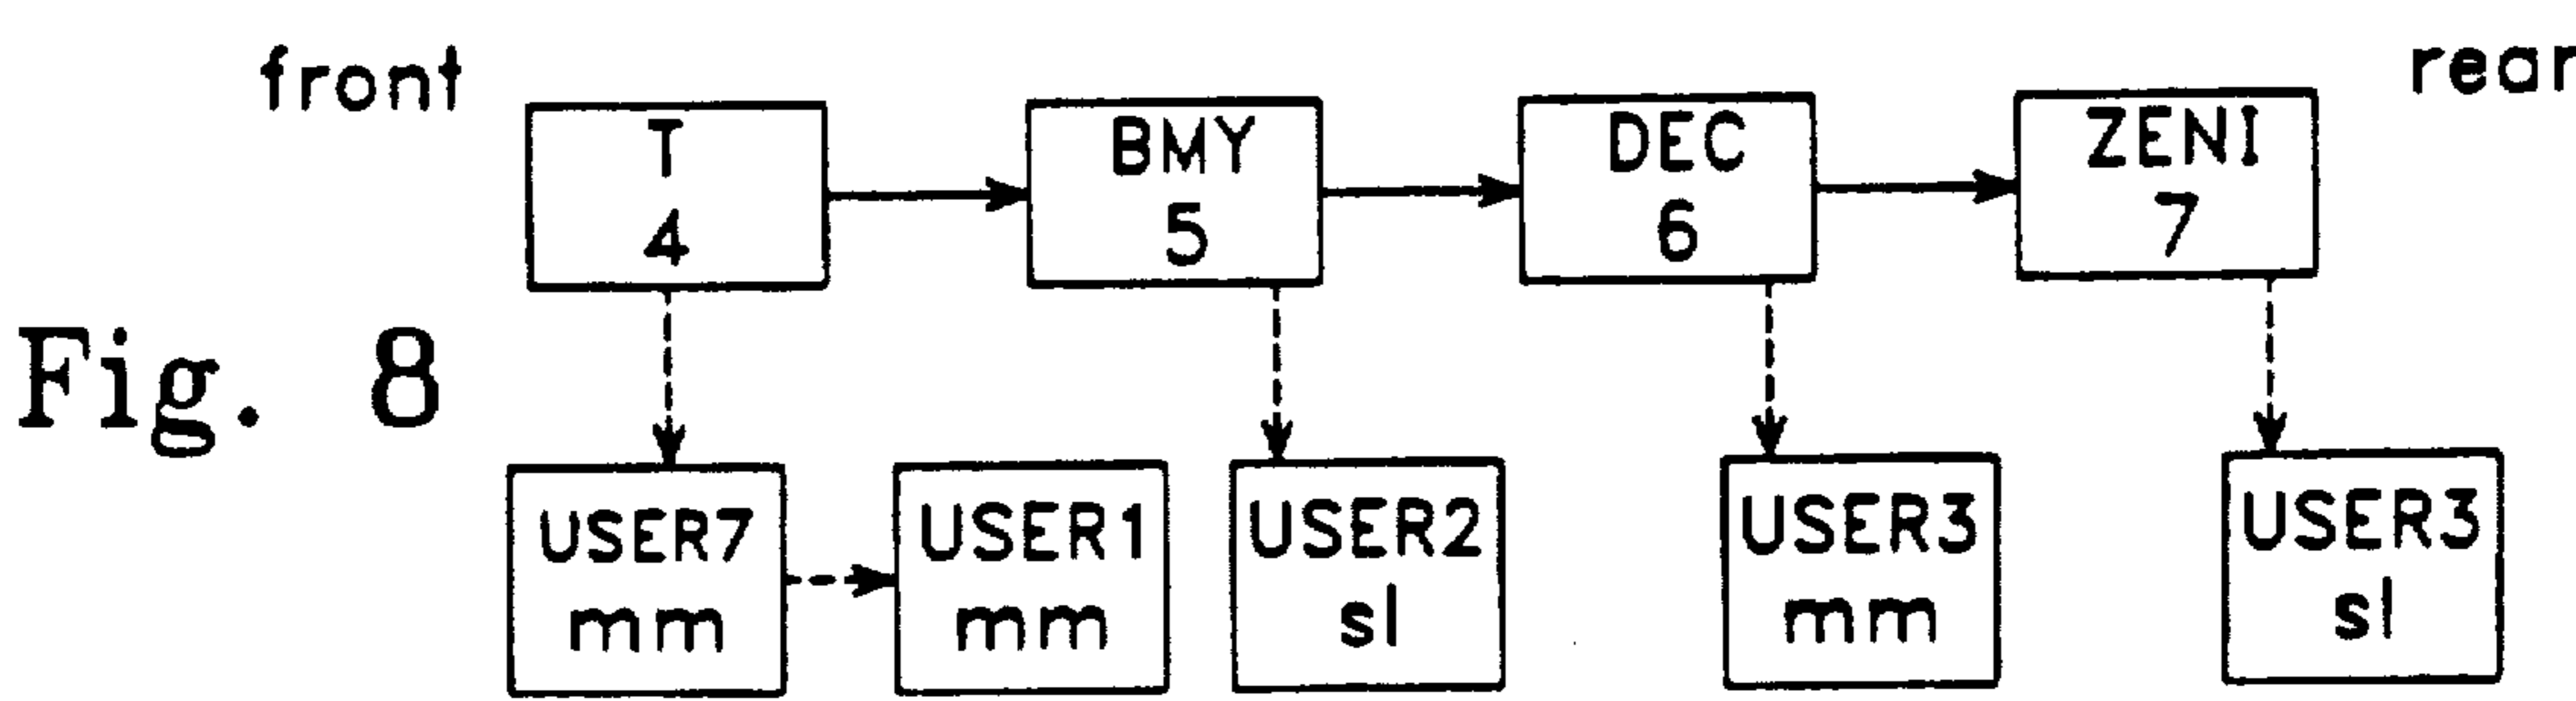 front
rear
T
4
BMY
5
DEC
6
ZENI
7
Fig. 8
USER7
mm
USER1
mm
USER2
sl
USER3
mm
USER3
sl